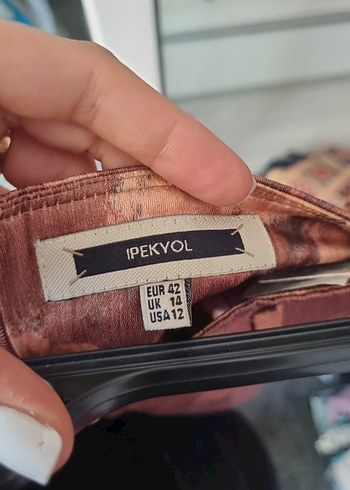 IPEKYOL
EUR 42
UK 14
USA 12